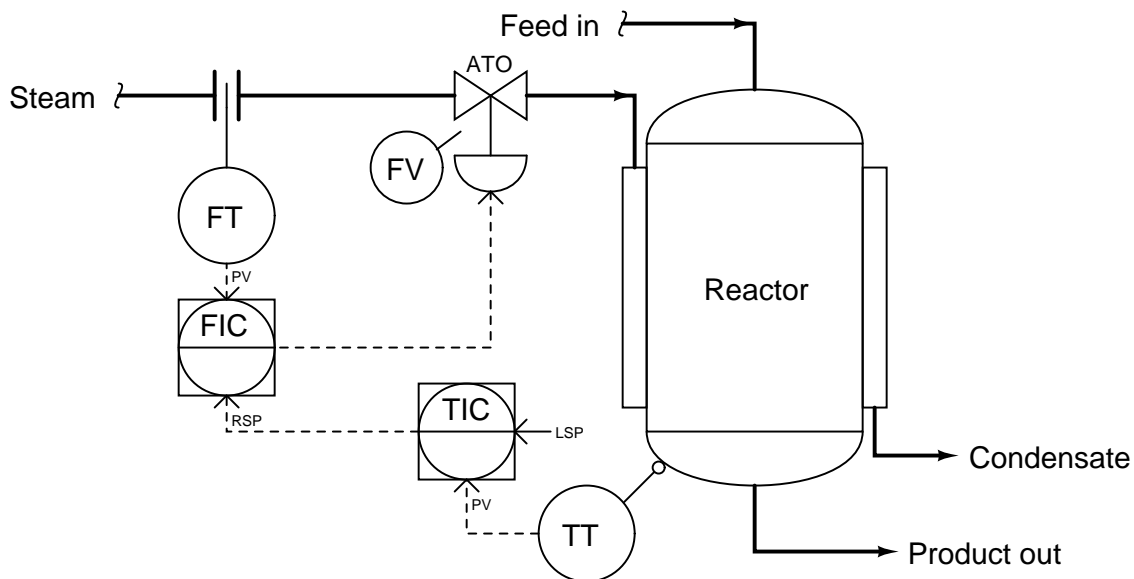 Feed in
ATO
Steam
FV
FT
PV
FIC
Reactor
TIC
RSP
LSP
Condensate
PV
TT
Product out